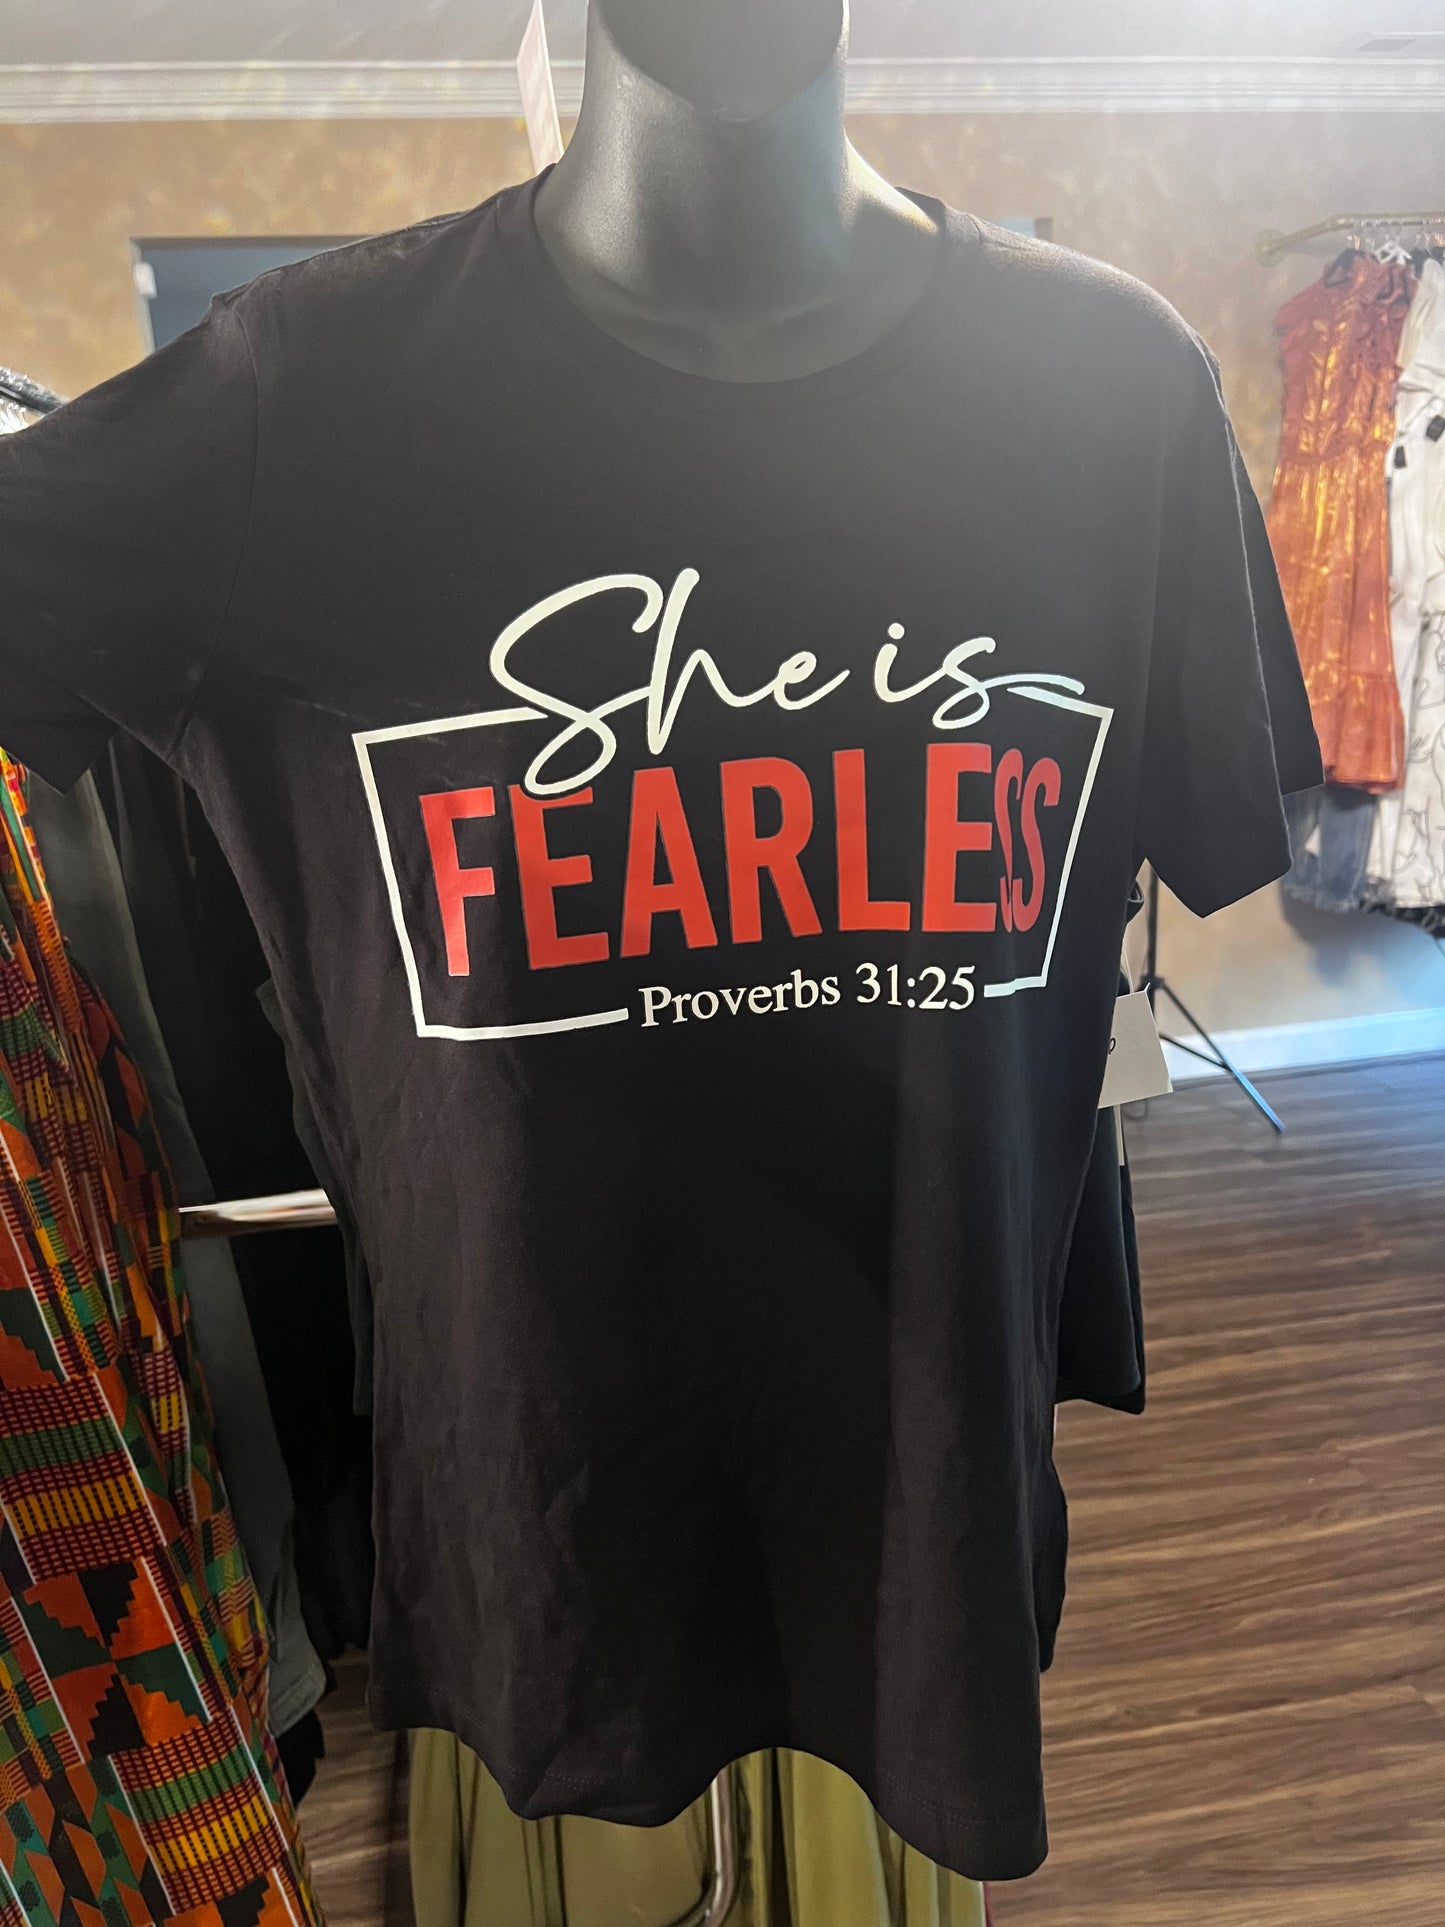 She is
FEARLESS
Proverbs 31:25